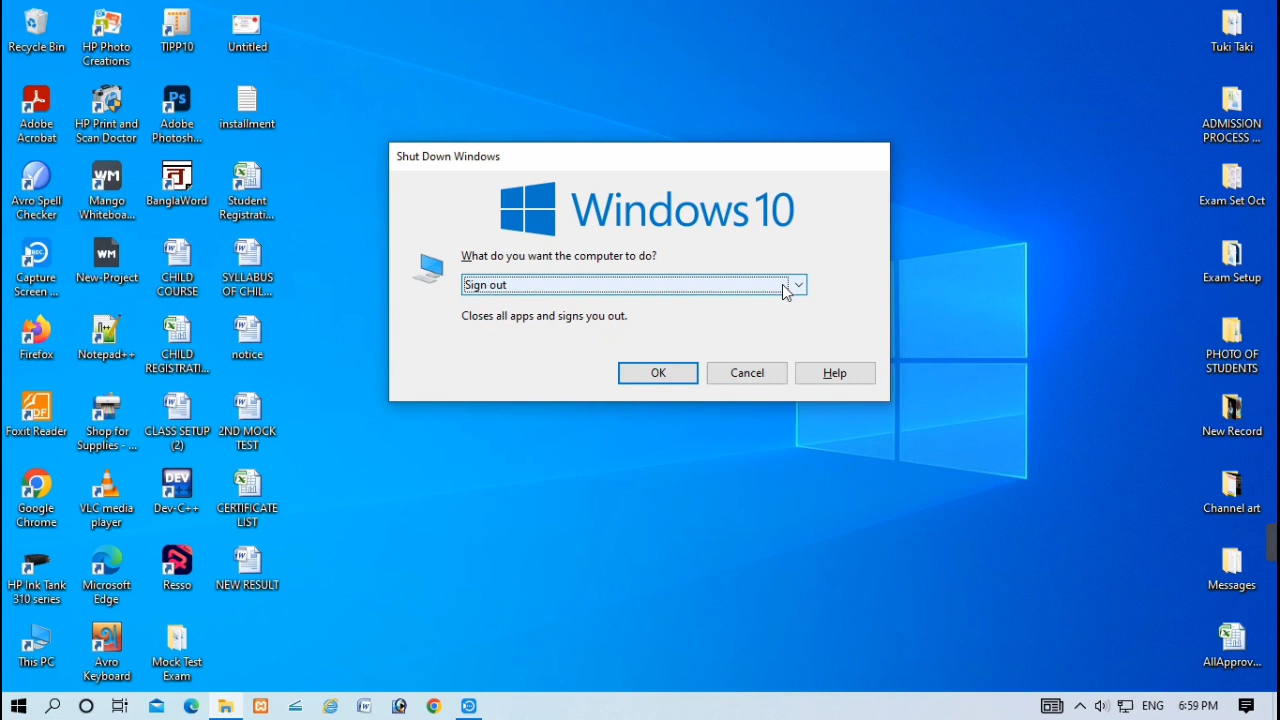 Recycle Bin
HP Photo
Creations
TIPP10
Untitled
Adobe
Acrobat
HP Print and
Scan Doctor
Adobe
Photosh...
installment
Avro Spell
Checker
Mango
Whiteboa...
BanglaWord
Student
Registrati...
Capture
Screen ...
New-Project
CHILD
COURSE
SYLLABUS
OF CHIL...
Firefox
Notepad++
CHILD
REGISTRATI...
notice
Foxit Reader
Shop for
Supplies - ...
CLASS SETUP
(2)
2ND MOCK
TEST
Google
Chrome
VLC media
player
Dev-C++
CERTIFICATE
LIST
HP Ink Tank
310 series
Microsoft
Edge
Resso
NEW RESULT
This PC
Avro
Keyboard
Mock Test
Exam
Shut Down Windows
Windows 10
What do you want the computer to do?
Sign out
Closes all apps and signs you out.
OK
Cancel
Help
Tuki Taki
ADMISSION
PROCESS ...
Exam Set Oct
Exam Setup
PHOTO OF
STUDENTS
New Record
Channel art
Messages
AllApprov...
ENG
6:59 PM